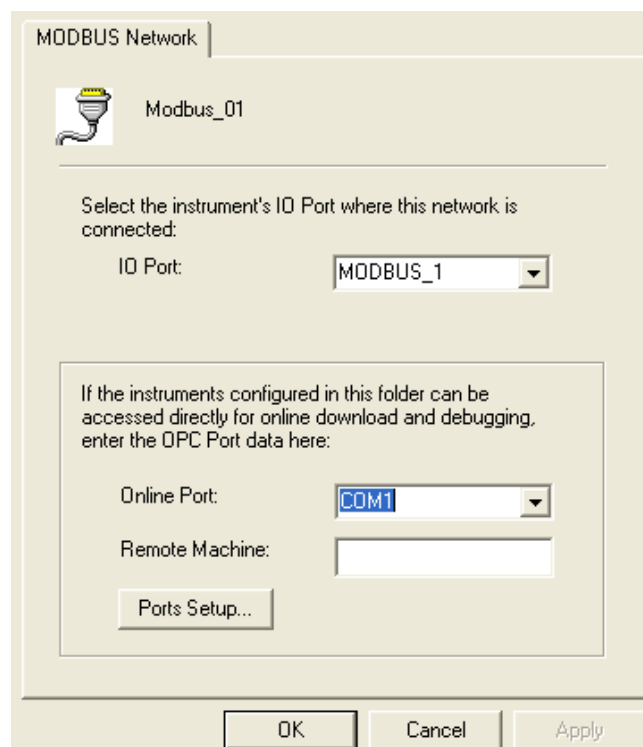 MODBUS Network
Modbus_01
Select the instrument's IO Port where this network is
connected:
IO Port:
MODBUS_1
If the instruments configured in this folder can be
accessed directly for online download and debugging,
enter the OPC Port data here:
Online Port:
COM1
Remote Machine:
Ports Setup...
OK
Cancel
Apply